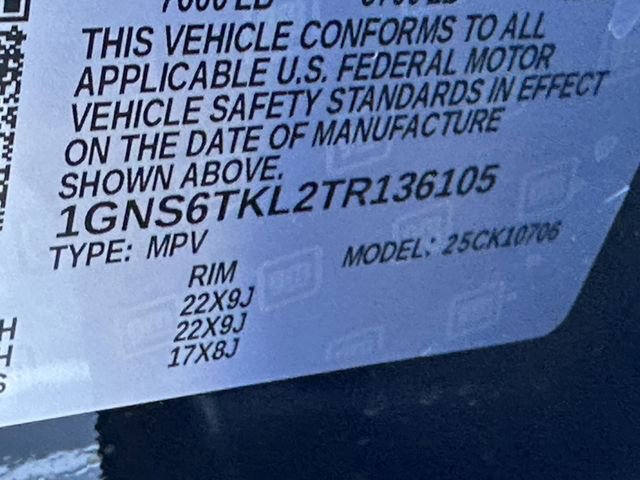 THIS VEHICLE CONFORMS TO ALL
APPLICABLE U.S. FEDERAL MOTOR
VEHICLE SAFETY STANDARDS IN EFFECT
ON THE DATE OF MANUFACTURE
SHOWN ABOVE.
1GNS6TKL2TR136105
TYPE: MPV MODEL: 25CK10706
RIM
22X9J
22X9J
17X8J